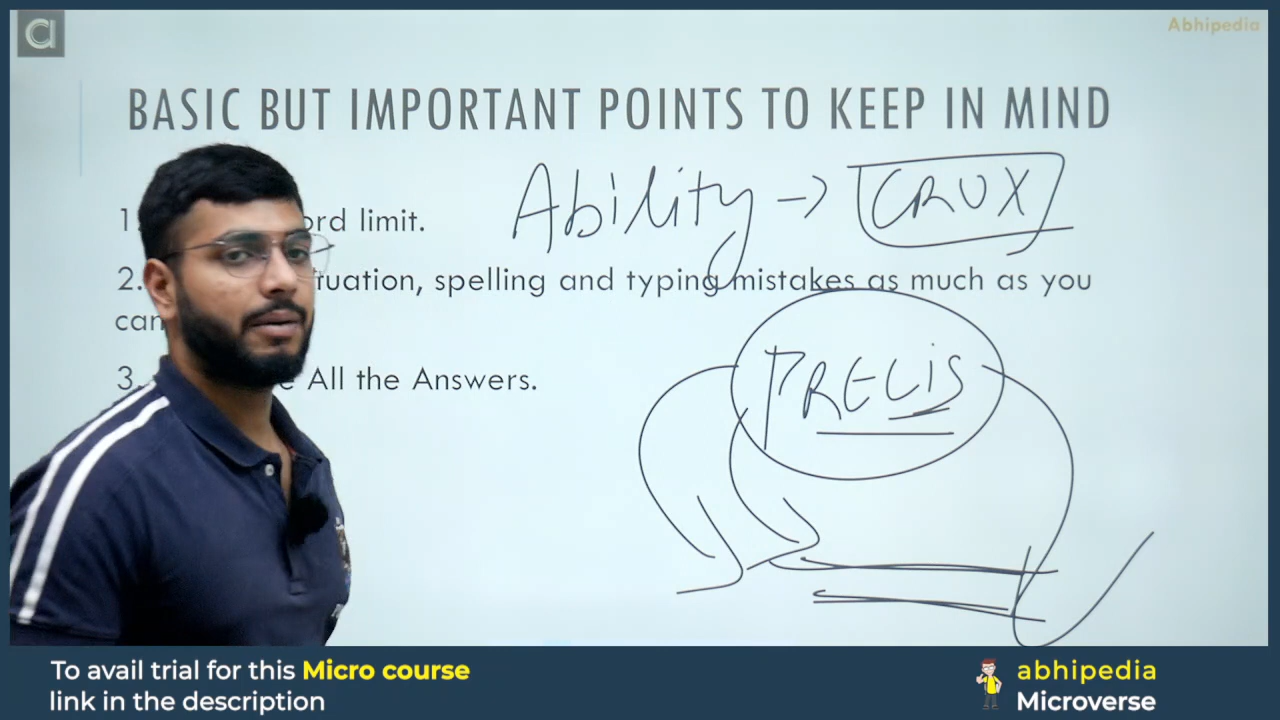 Abhipedia
BASIC BUT IMPORTANT POINTS TO KEEP IN MIND
Ability → CRUX
1. limit.
2. spelling and typing mistakes as much as you
can
3. All the Answers.
PRECIS
To avail trial for this Micro course
link in the description
abhipedia
Microverse